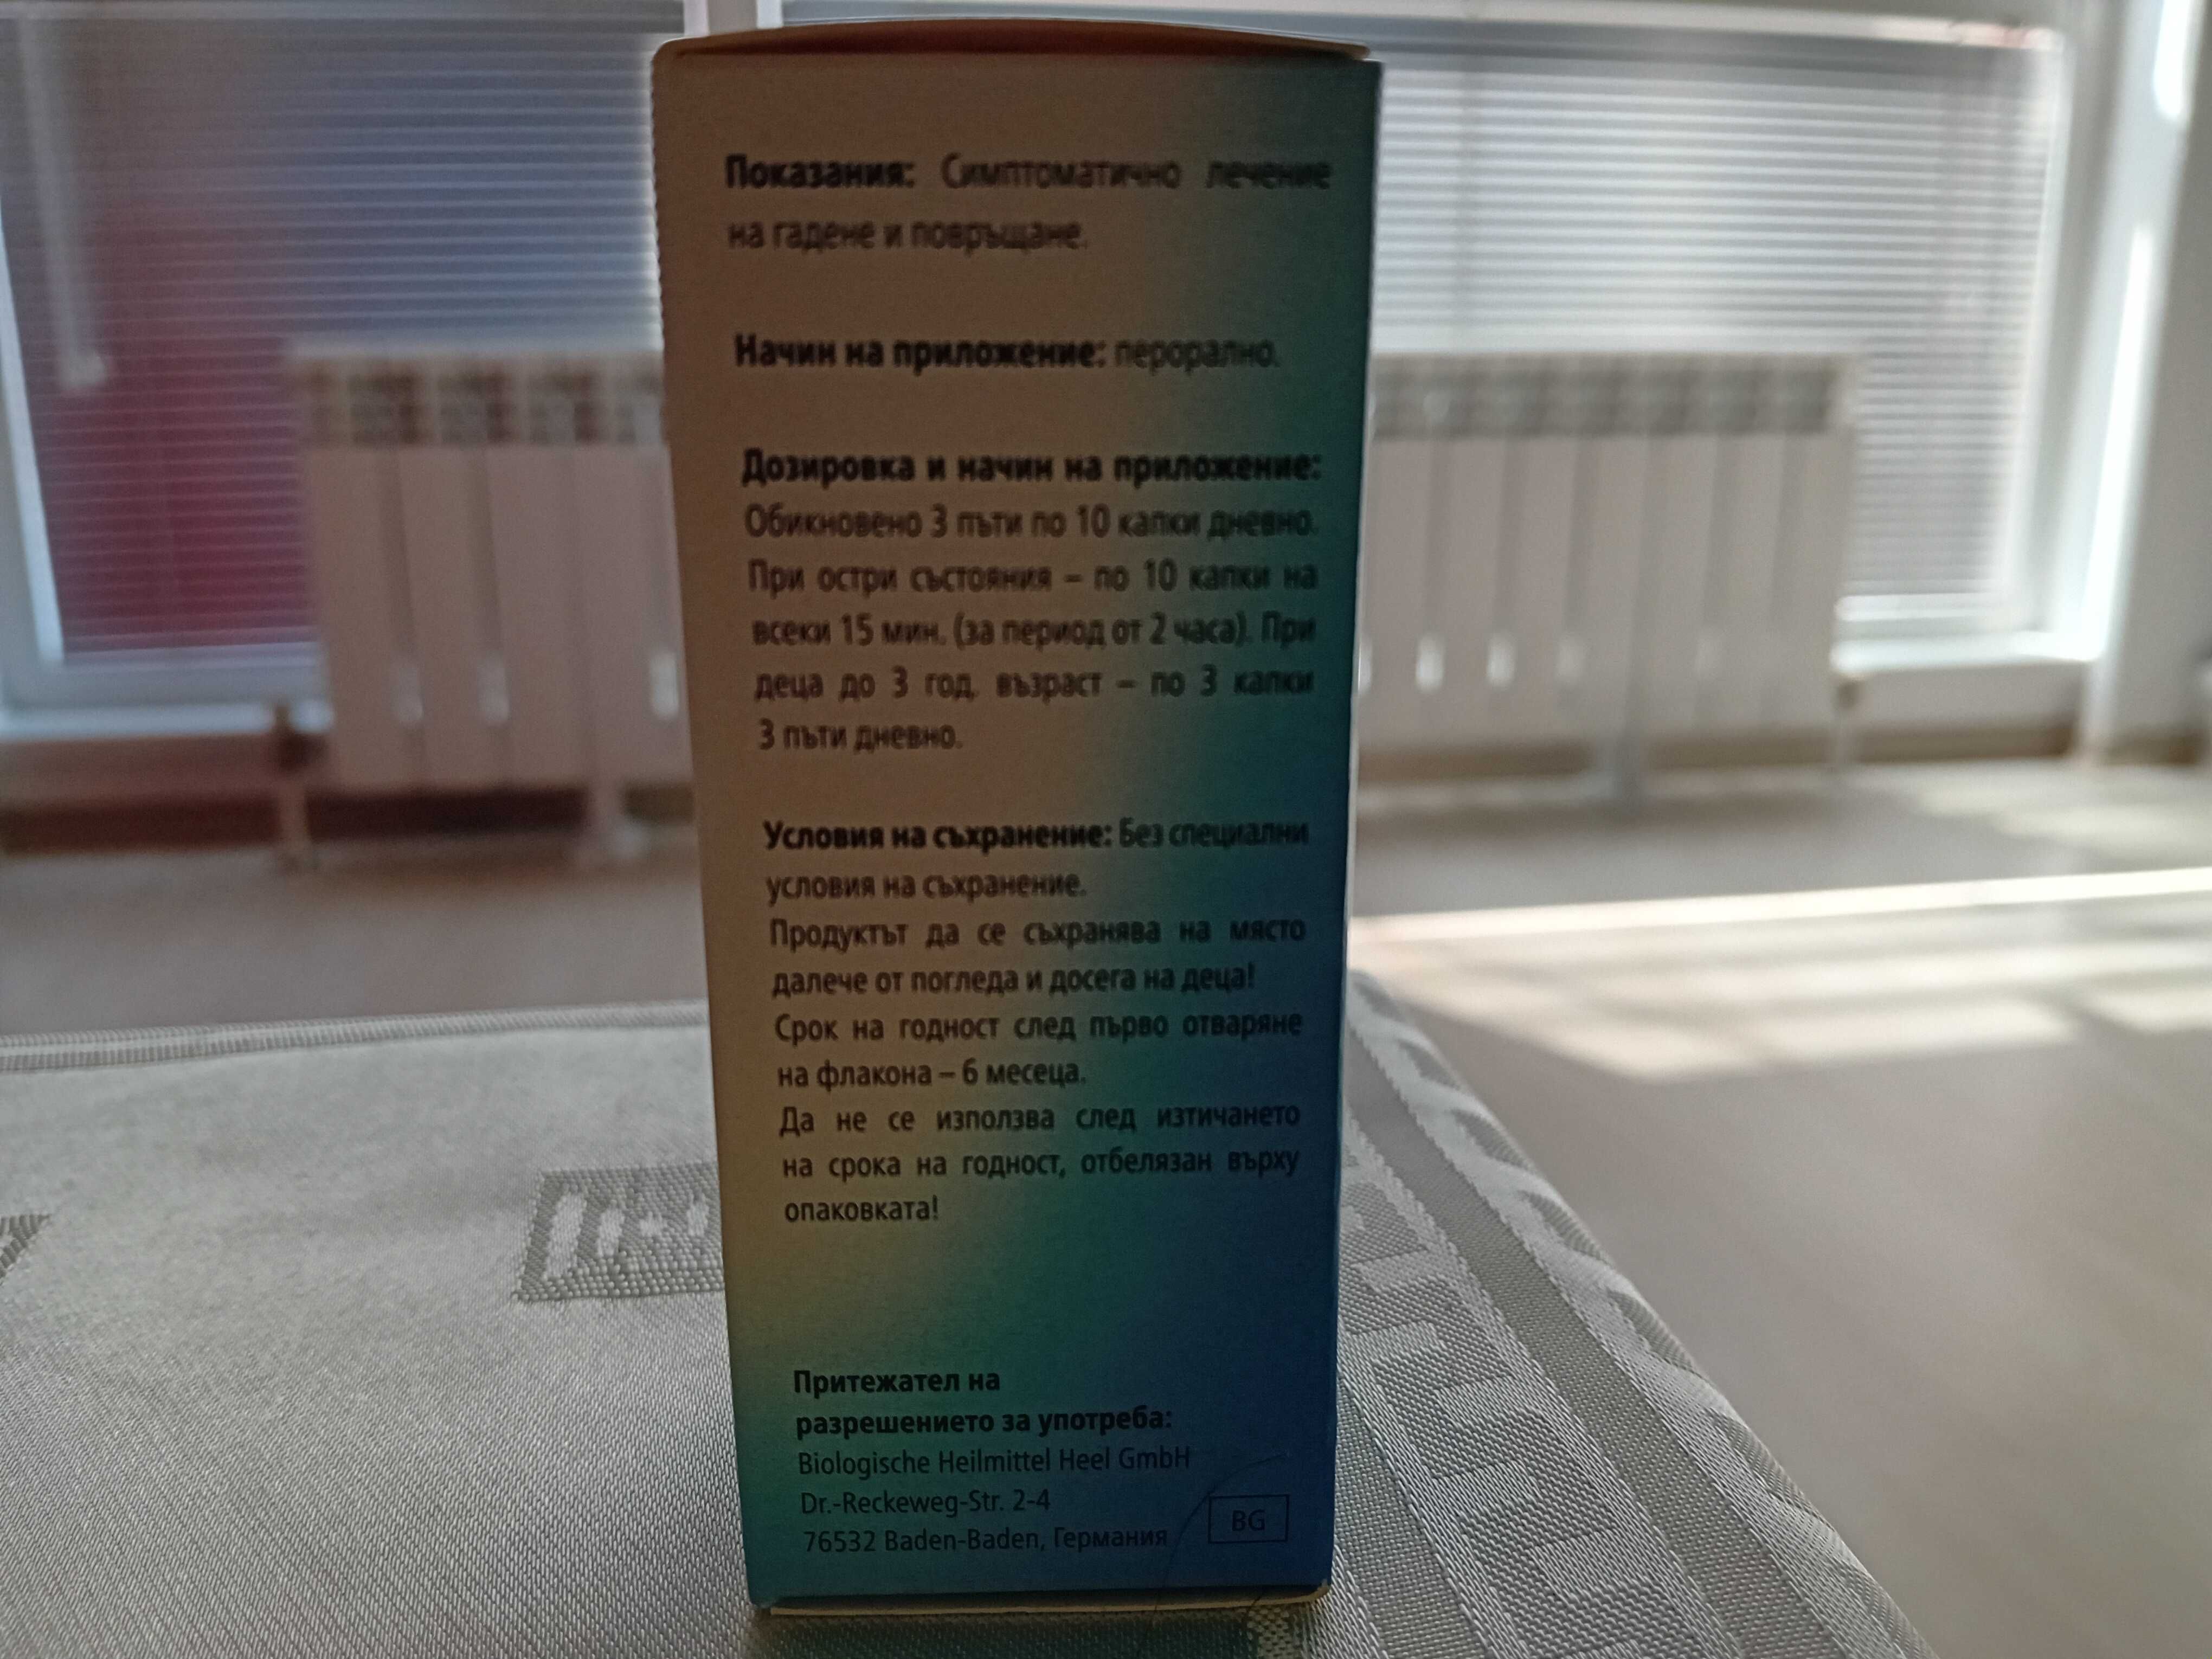 Показания: Симптоматично лечение
на гадене и повръщане.
Начин на приложение: перорално.
Дозировка и начин на приложение:
Обикновено 3 пъти по 10 капки дневно.
При остри състояния – по 10 капки на
всеки 15 мин. (за период от 2 часа). При
деца до 3 год. възраст – по 3 капки
3 пъти дневно.
Условия на съхранение: Без специални
условия на съхранение.
Продуктът да се съхранява на място
далече от погледа и досега на деца!
Срок на годност след първо отваряне
на флакона – 6 месеца.
Да не се използва след изтичането
на срока на годност, отбелязан върху
опаковката!
Притежател на
разрешението за употреба:
Biologische Heilmittel Heel GmbH
Dr.-Reckeweg-Str. 2-4
76532 Baden-Baden, Германия
BG